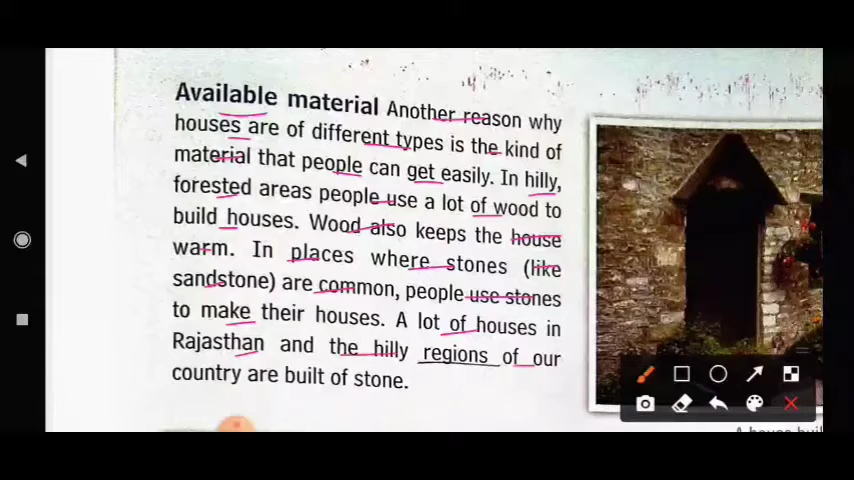 Available material Another reason why
houses are of different types is the kind of
material that people can get easily. In hilly,
forested areas people use a lot of wood to
build houses. Wood also keeps the house
warm. In places where stones (like
sandstone) are common, people use stones
to make their houses. A lot of houses in
Rajasthan and the hilly regions of our
country are built of stone.